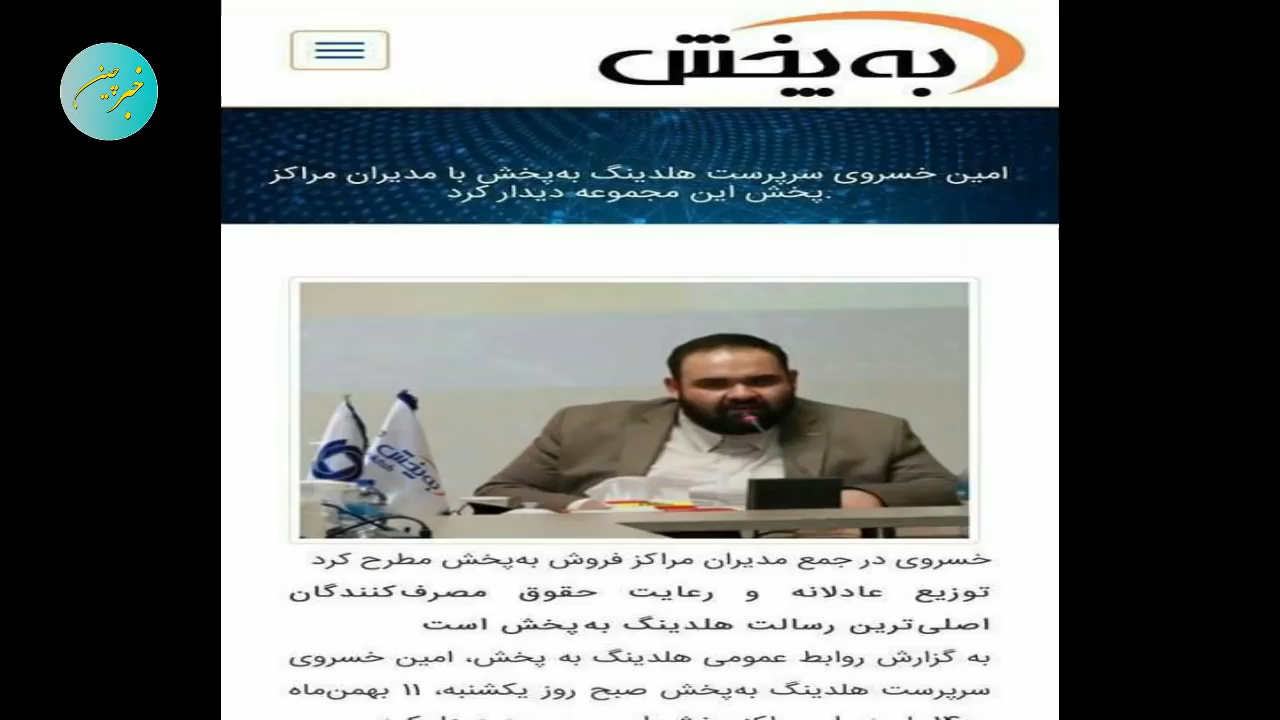 خبرچین
به‌پخش
امین خسروی سرپرست هلدینگ به‌پخش با مدیران مراکز
پخش این مجموعه دیدار کرد.
به‌پخش
خسروی در جمع مدیران مراکز فروش به‌پخش مطرح کرد
توزیع عادلانه و رعایت حقوق مصرف‌کنندگان
اصلی‌ترین رسالت هلدینگ به‌پخش است
به گزارش روابط عمومی هلدینگ به پخش، امین خسروی
سرپرست هلدینگ به‌پخش صبح روز یکشنبه، ۱۱ بهمن‌ماه